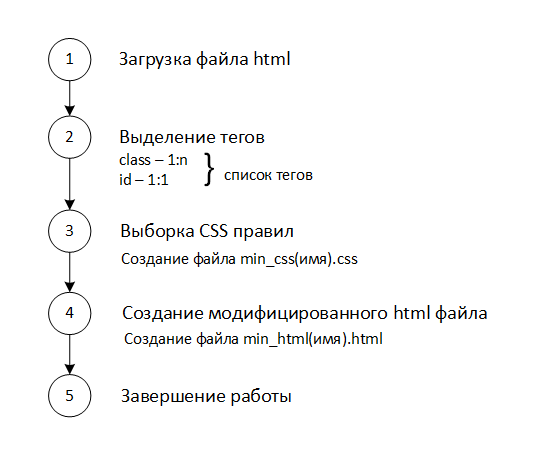 1 Загрузка файла html
2 Выделение тегов
class – 1:n
id – 1:1
} список тегов
3 Выборка CSS правил
Создание файла min_css(имя).css
4 Создание модифицированного html файла
Создание файла min_html(имя).html
5 Завершение работы